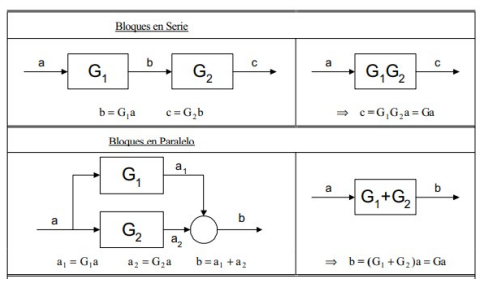 Bloques en Serie
a G₁ b G₂ c
b = G₁a c = G₂b
a G₁G₂ c
⇒ c = G₁G₂a = Ga
Bloques en Paralelo
a G₁ a₁
G₂ a₂ b
a₁ = G₁a a₂ = G₂a b = a₁ + a₂
a G₁+G₂ b
⇒ b = (G₁ + G₂)a = Ga